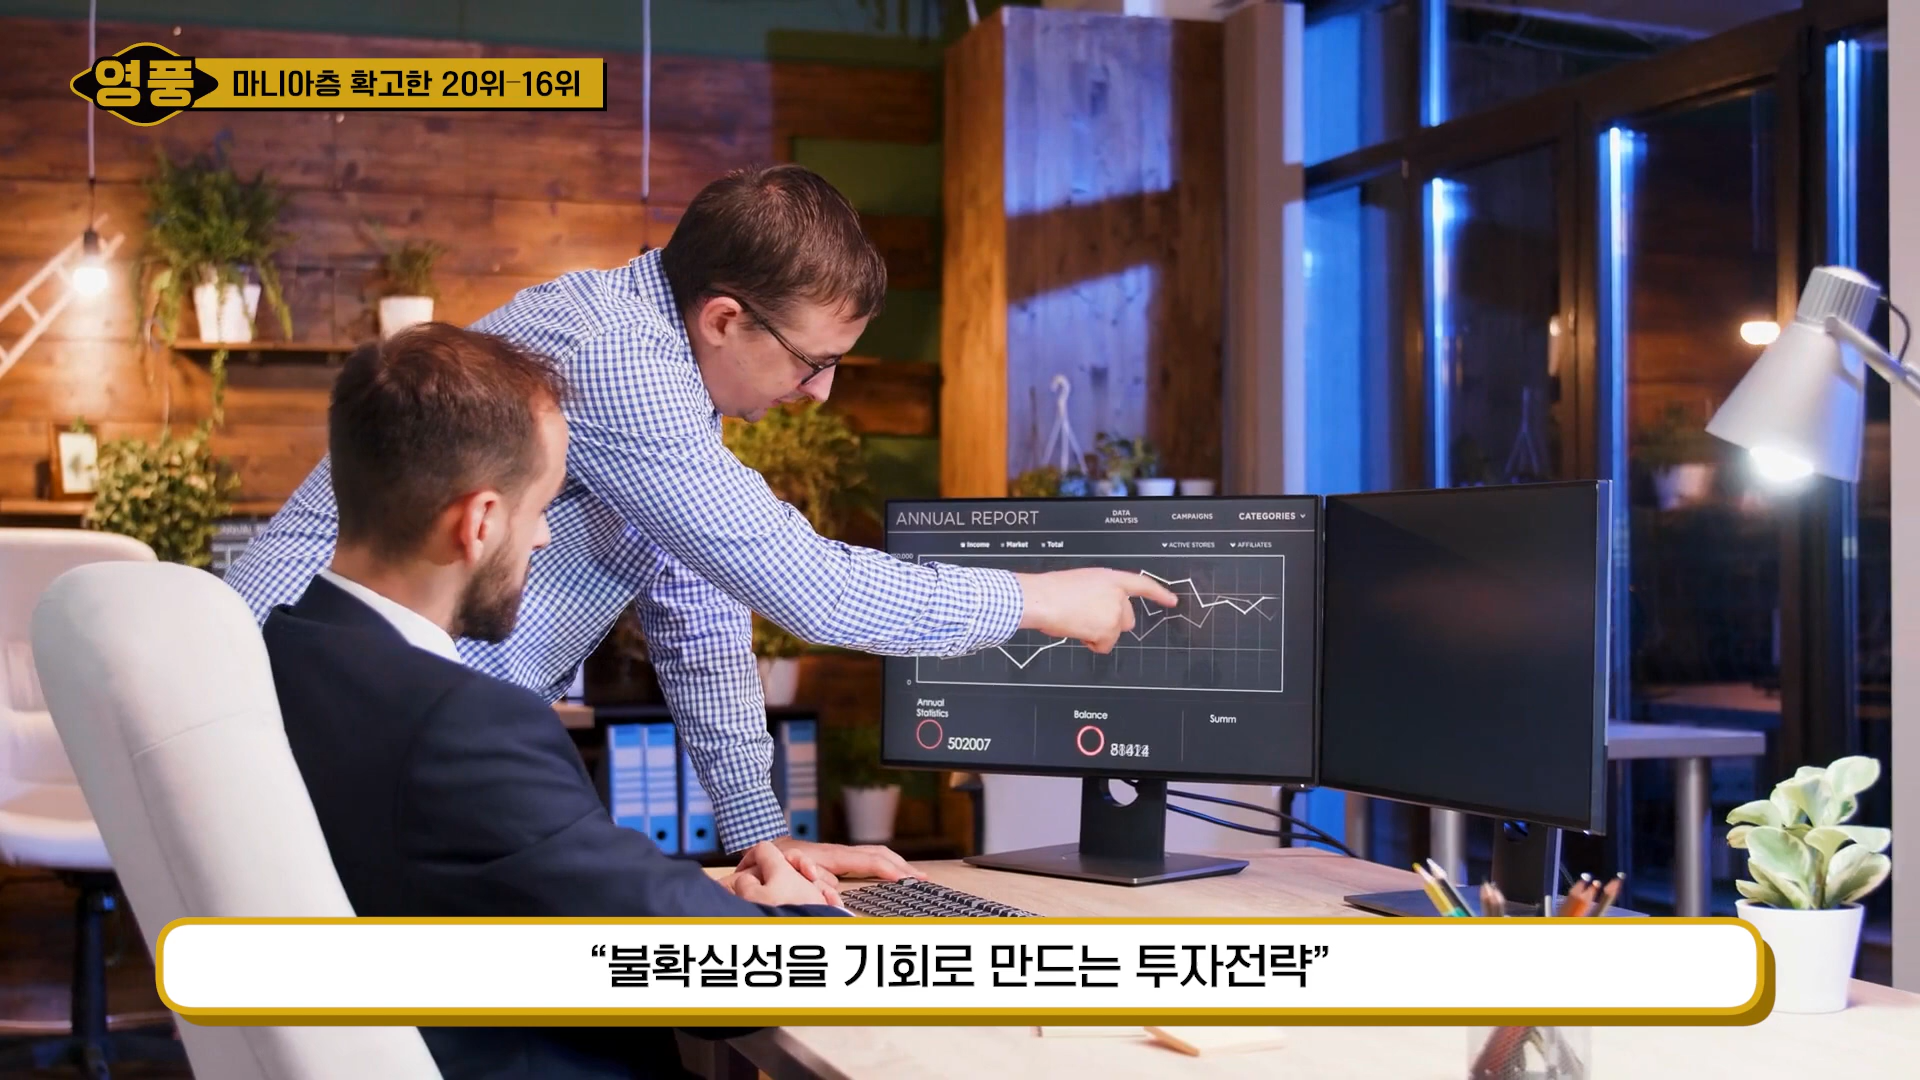 영풍
마니아층 확고한 20위-16위
ANNUAL REPORT
DATA ANALYSIS
CAMPAIGNS
CATEGORIES
Income
Market
Total
ACTIVE STORES
AFFILIATES
0
Annual
Statistics
502007
Balance
Summ
“불확실성을 기회로 만드는 투자전략”